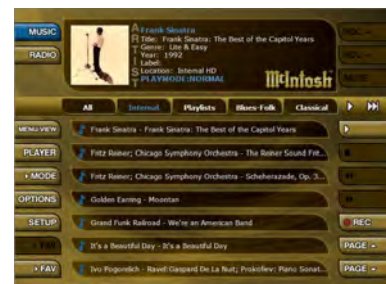 MUSIC
RADIO
ARTIST
Frank Sinatra
Title: Frank Sinatra: The Best of the Capitol Years
Genre: Lite & Easy
Year: 1992
Label:
Location: Internal HD
PLAYMODE:NORMAL
McIntosh
MUTE
All
Internal
Playlists
Blues-Folk
Classical
MENU-VIEW
Frank Sinatra - Frank Sinatra: The Best of the Capitol Years
PLAYER
Fritz Reiner; Chicago Symphony Orchestra - The Reiner Sound Frit...
MODE
Fritz Reiner; Chicago Symphony Orchestra - Scheherazade, Op. 3...
OPTIONS
Golden Earring - Moontan
SETUP
Grand Funk Railroad - We're an American Band
REC
FAV
It's a Beautiful Day - It's a Beautiful Day
PAGE
FAV
Ivo Pogorelich - Ravel:Gaspard De La Nuit; Prokofiev: Piano Sonat...
PAGE